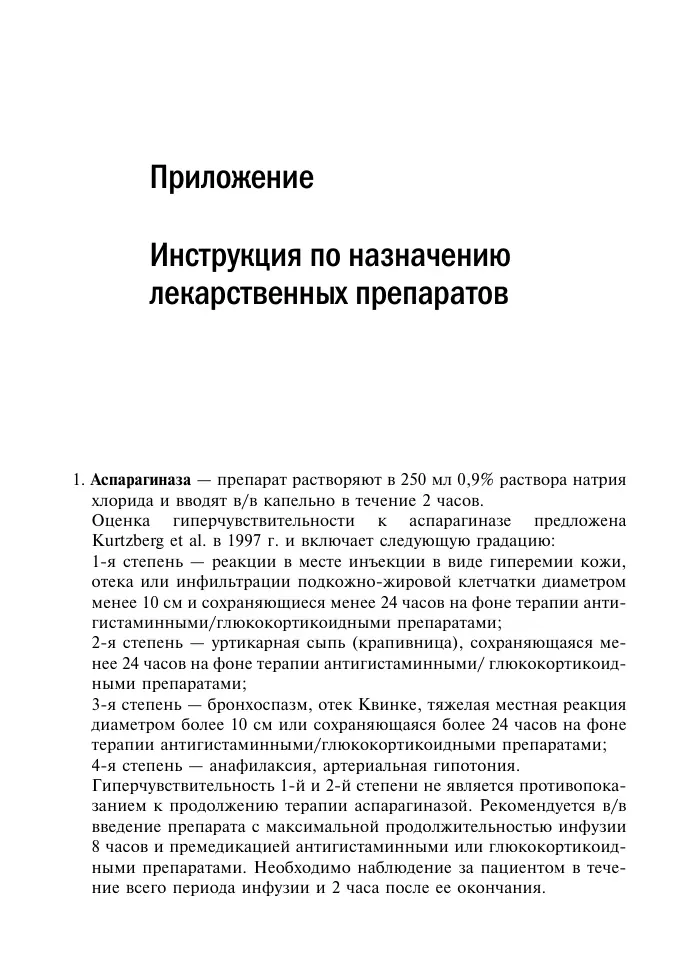 Приложение
Инструкция по назначению
лекарственных препаратов
1. Аспарагиназа — препарат растворяют в 250 мл 0,9% раствора натрия
хлорида и вводят в/в капельно в течение 2 часов.
Оценка гиперчувствительности к аспарагиназе предложена
Kurtzberg et al. в 1997 г. и включает следующую градацию:
1-я степень — реакции в месте инъекции в виде гиперемии кожи,
отека или инфильтрации подкожно-жировой клетчатки диаметром
менее 10 см и сохраняющиеся менее 24 часов на фоне терапии анти-
гистаминными/глюкокортикоидными препаратами;
2-я степень — уртикарная сыпь (крапивница), сохраняющаяся ме-
нее 24 часов на фоне терапии антигистаминными/ глюкокортикоид-
ными препаратами;
3-я степень — бронхоспазм, отек Квинке, тяжелая местная реакция
диаметром более 10 см или сохраняющаяся более 24 часов на фоне
терапии антигистаминными/глюкокортикоидными препаратами;
4-я степень — анафилаксия, артериальная гипотония.
Гиперчувствительность 1-й и 2-й степени не является противопока-
занием к продолжению терапии аспарагиназой. Рекомендуется в/в
введение препарата с максимальной продолжительностью инфузии
8 часов и премедикацией антигистаминными или глюкокортикоид-
ными препаратами. Необходимо наблюдение за пациентом в тече-
ние всего периода инфузии и 2 часа после ее окончания.